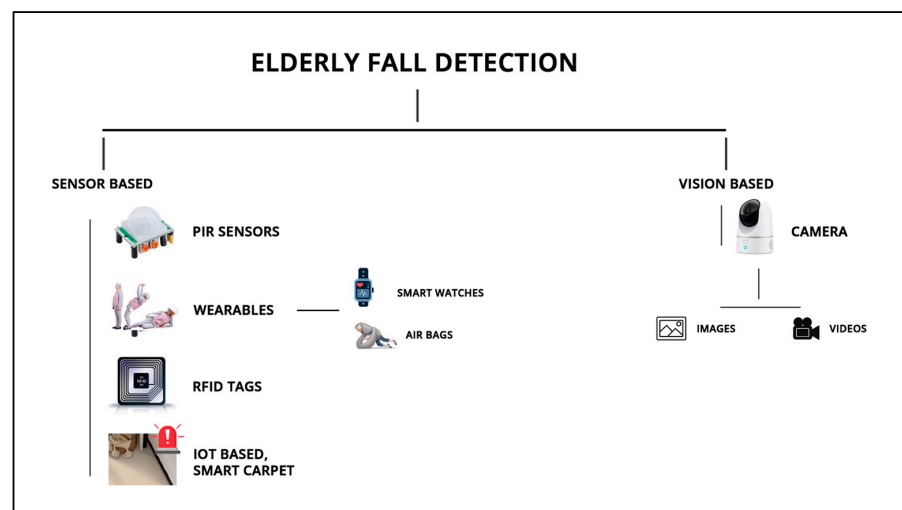 ELDERLY FALL DETECTION
SENSOR BASED
PIR SENSORS
WEARABLES
SMART WATCHES
AIR BAGS
RFID TAGS
IOT BASED,
SMART CARPET
VISION BASED
CAMERA
IMAGES
VIDEOS